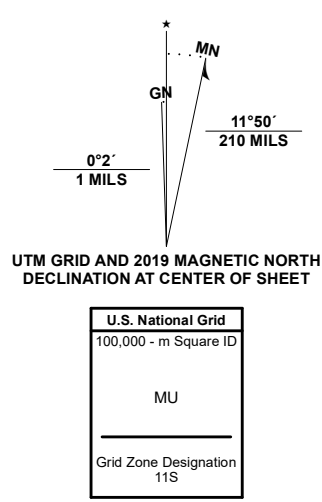 ★
MN
GN
11°50´
210 MILS
0°2´
1 MILS
UTM GRID AND 2019 MAGNETIC NORTH
DECLINATION AT CENTER OF SHEET
U.S. National Grid
100,000 - m Square ID
MU
Grid Zone Designation
11S